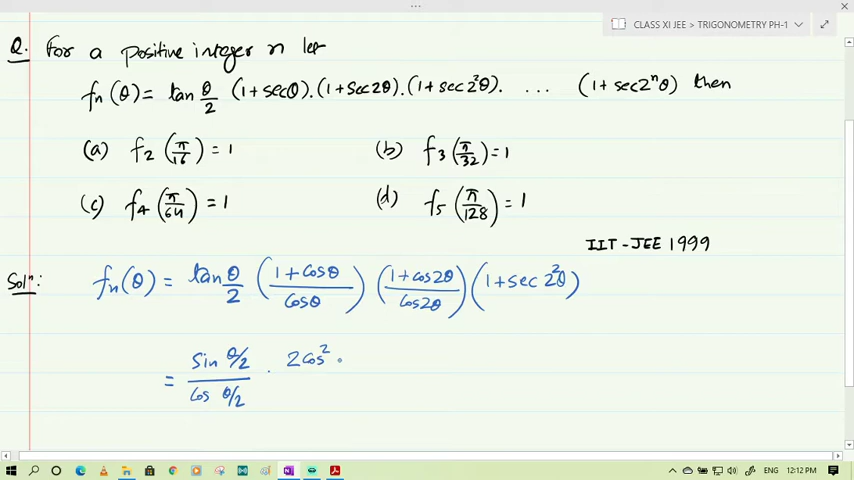 CLASS XI JEE > TRIGONOMETRY PH-1
Q. For a positive integer n let
fn (θ) = tan θ/2 (1+secθ).(1+sec2θ).(1+sec2²θ). ... (1+sec2ⁿθ) then
(a) f2 (π/16) = 1 (b) f3 (π/32) = 1
(c) f4 (π/64) = 1 (d) f5 (π/128) = 1
IIT-JEE 1999
Solⁿ: fn(θ) = tan θ/2 ((1+cosθ)/cosθ) ((1+cos2θ)/cos2θ) (1+sec 2²θ)
= (sin θ/2)/(cos θ/2) . 2cos²
ENG 12:12 PM